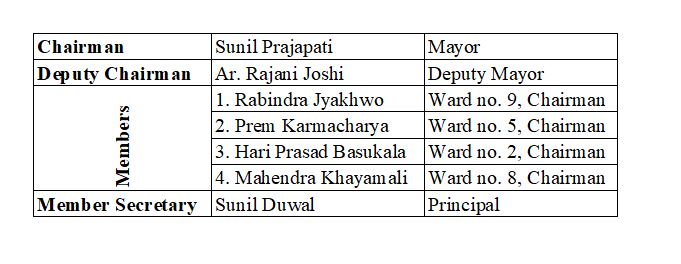 Chairman Sunil Prajapati Mayor
Deputy Chairman Ar. Rajani Joshi Deputy Mayor
Members
1. Rabindra Jyakhwo Ward no. 9, Chairman
2. Prem Karmacharya Ward no. 5, Chairman
3. Hari Prasad Basukala Ward no. 2, Chairman
4. Mahendra Khayamali Ward no. 8, Chairman
Member Secretary Sunil Duwal Principal